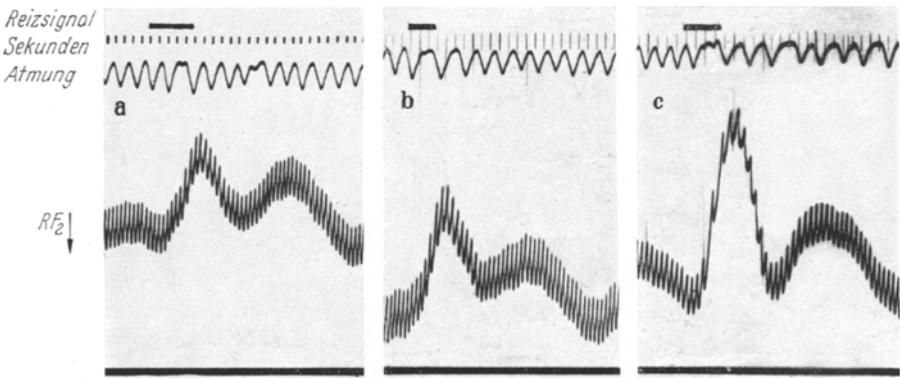 Reizsignal
Sekunden
Atmung
a
b
c
RF₂